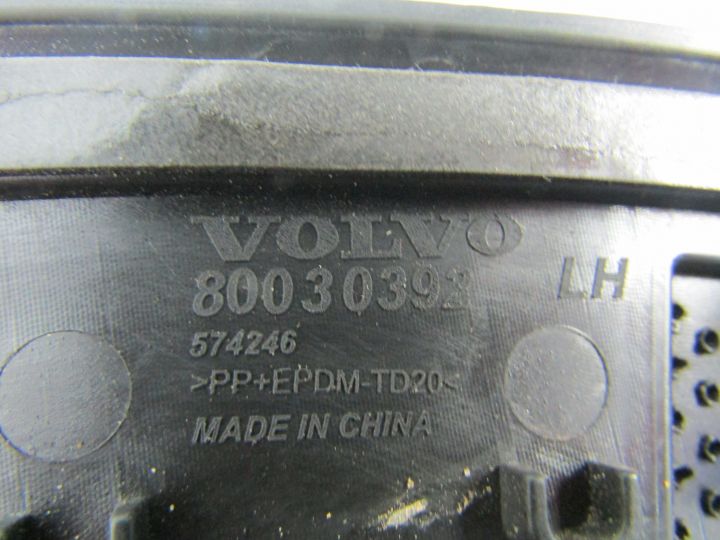 VOLVO
80030392 LH
574246
>PP+EPDM-TD20<
MADE IN CHINA